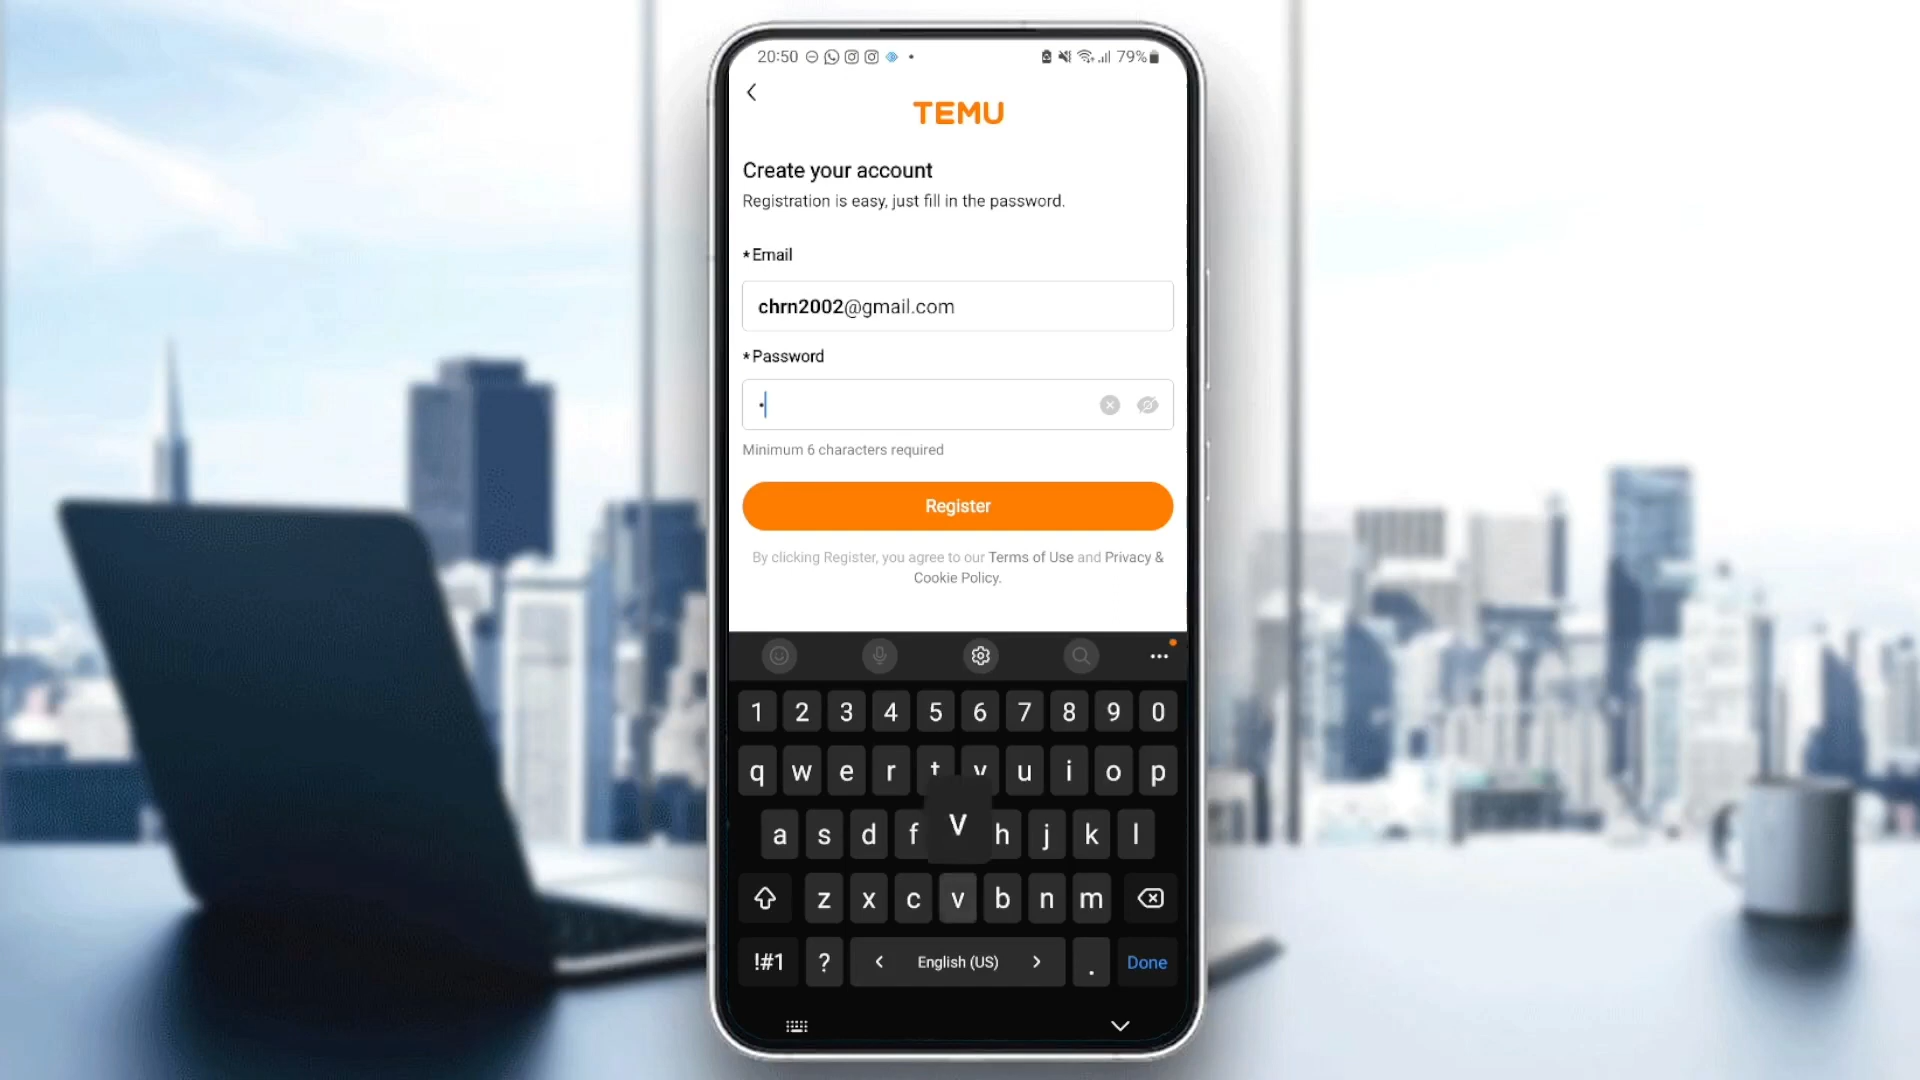 20:50 79%
TEMU
Create your account
Registration is easy, just fill in the password.
*Email
chrn2002@gmail.com
*Password
•
Minimum 6 characters required
Register
By clicking Register, you agree to our Terms of Use and Privacy &
Cookie Policy.
1 2 3 4 5 6 7 8 9 0
q w e r t y u i o p
a s d f v h j k l
z x c v b n m
!#1 ? < English (US) > . Done